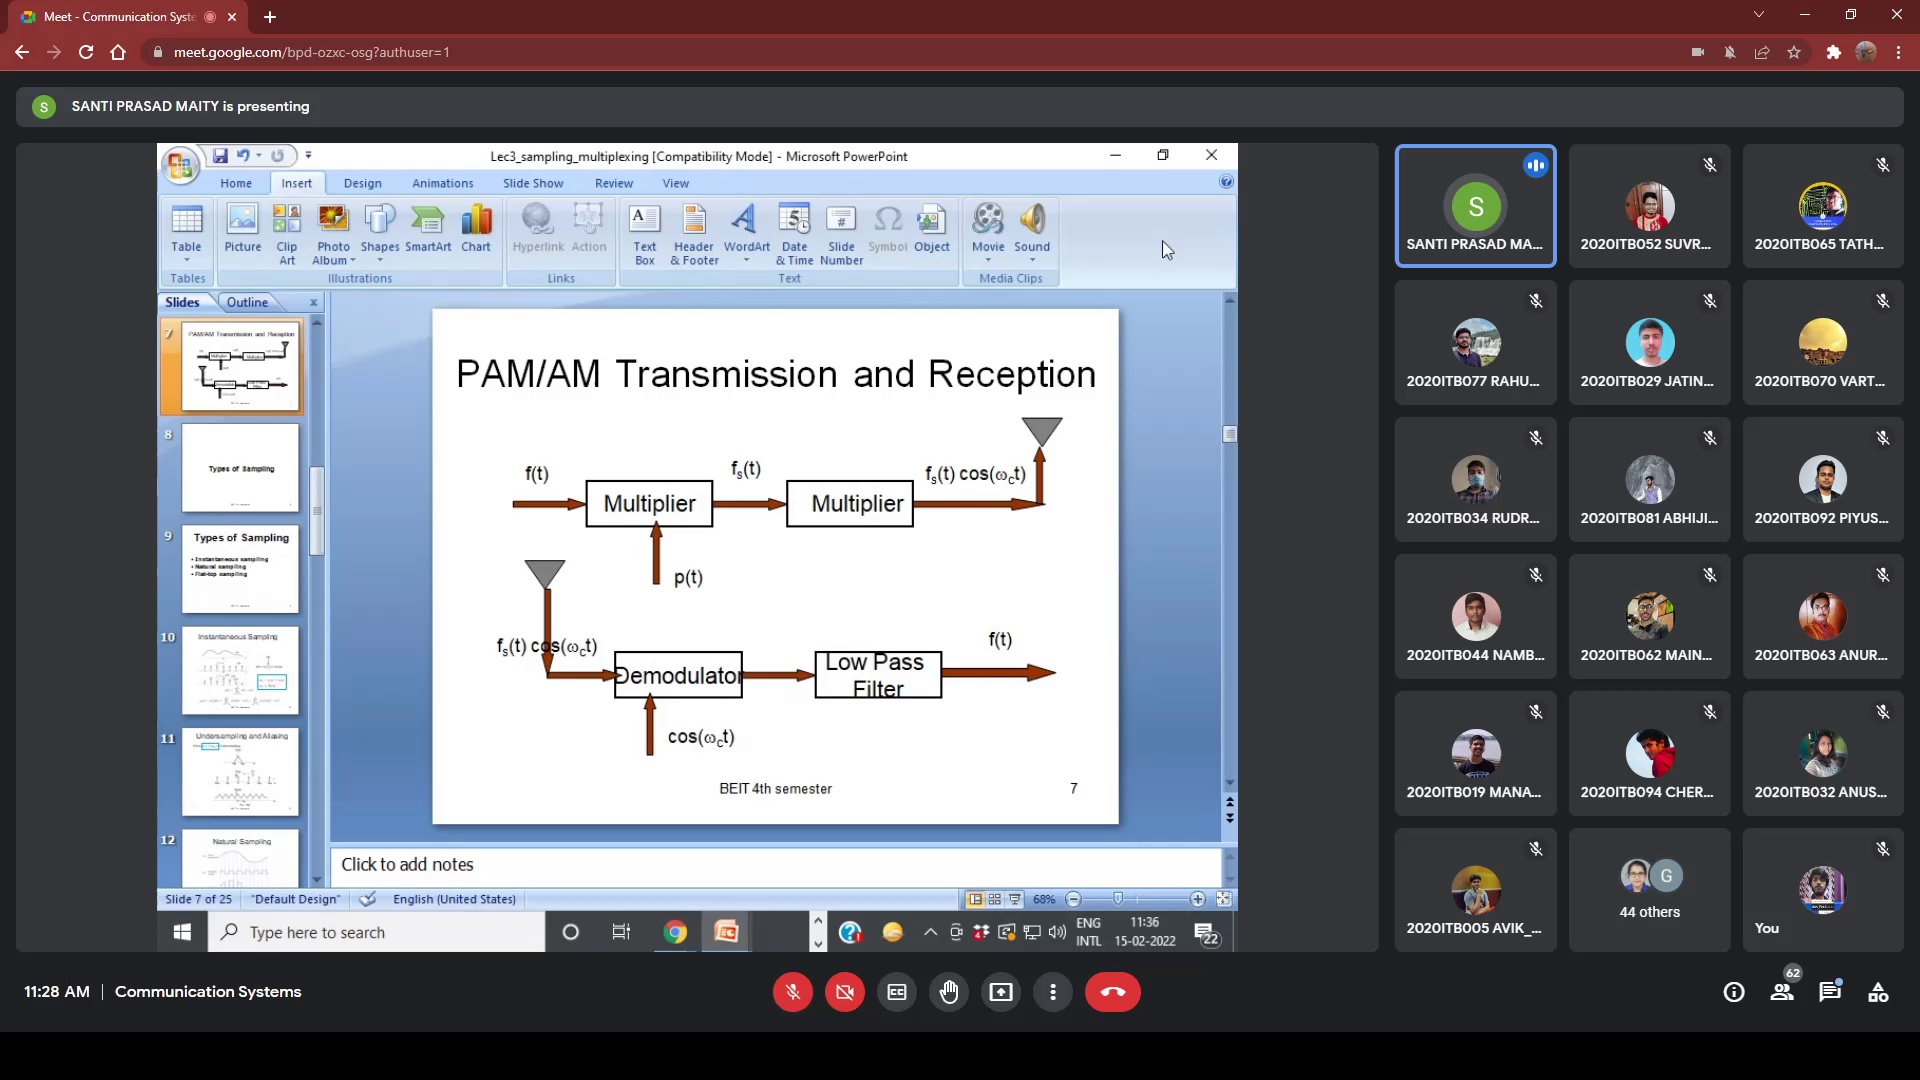 Meet - Communication Syst
meet.google.com/bpd-ozxc-osg?authuser=1
S
SANTI PRASAD MAITY is presenting
Lec3_sampling_multiplexing [Compatibility Mode] - Microsoft PowerPoint
Home
Insert
Design
Animations
Slide Show
Review
View
Table
Picture
Clip Art
Photo Album
Shapes
SmartArt
Chart
Hyperlink
Action
Text Box
Header & Footer
WordArt
Date & Time
Slide Number
Symbol
Object
Movie
Sound
Tables
Illustrations
Links
Text
Media Clips
Slides
Outline
7
PAM/AM Transmission and Reception
8
Types of Sampling
9
Types of Sampling
• Instantaneous sampling
• Natural sampling
• Flat-top sampling
10
Instantaneous Sampling
11
Undersampling and Aliasing
12
Natural Sampling
PAM/AM Transmission and Reception
f(t)
fs(t)
fs(t) cos(ωct)
Multiplier
Multiplier
p(t)
fs(t) cos(ωct)
f(t)
Demodulator
Low Pass
Filter
cos(ωct)
BEIT 4th semester
7
Click to add notes
Slide 7 of 25
"Default Design"
English (United States)
68%
Type here to search
ENG
INTL
11:36
15-02-2022
22
S
SANTI PRASAD MA...
2020ITB052 SUVR...
2020ITB065 TATH...
2020ITB077 RAHU...
2020ITB029 JATIN...
2020ITB070 VART...
2020ITB034 RUDR...
2020ITB081 ABHIJI...
2020ITB092 PIYUS...
2020ITB044 NAMB...
2020ITB062 MAIN...
2020ITB063 ANUR...
2020ITB019 MANA...
2020ITB094 CHER...
2020ITB032 ANUS...
2020ITB005 AVIK_...
G
44 others
You
11:28 AM | Communication Systems
62